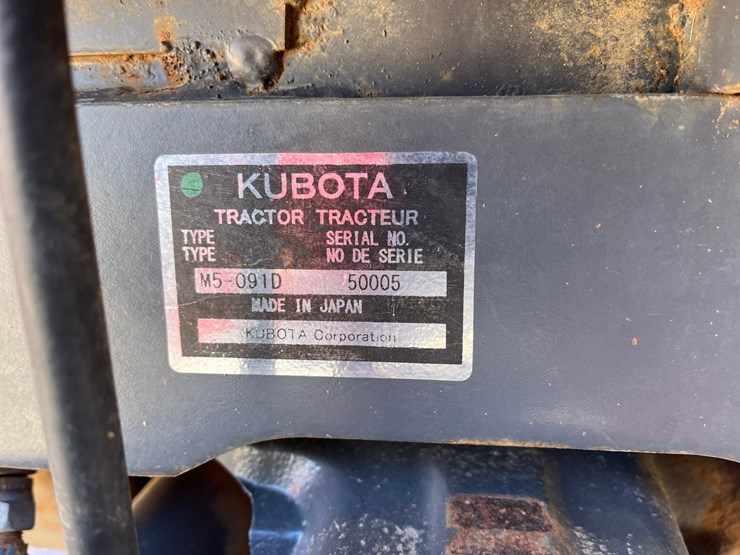 KUBOTA
TRACTOR TRACTEUR
TYPE SERIAL NO.
TYPE NO DE SERIE
M5-091D 50005
MADE IN JAPAN
KUBOTA Corporation